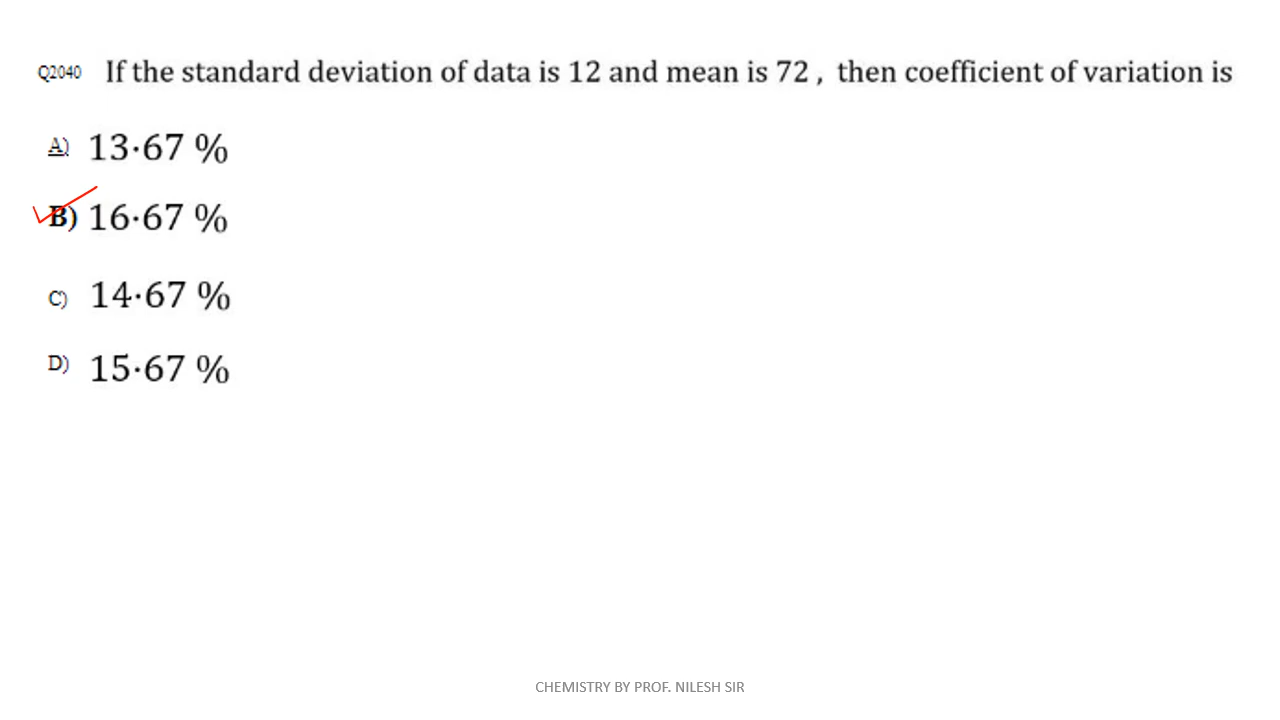 Q2040 If the standard deviation of data is 12 and mean is 72 , then coefficient of variation is
A) 13·67 %
B) 16·67 %
C) 14·67 %
D) 15·67 %
CHEMISTRY BY PROF. NILESH SIR